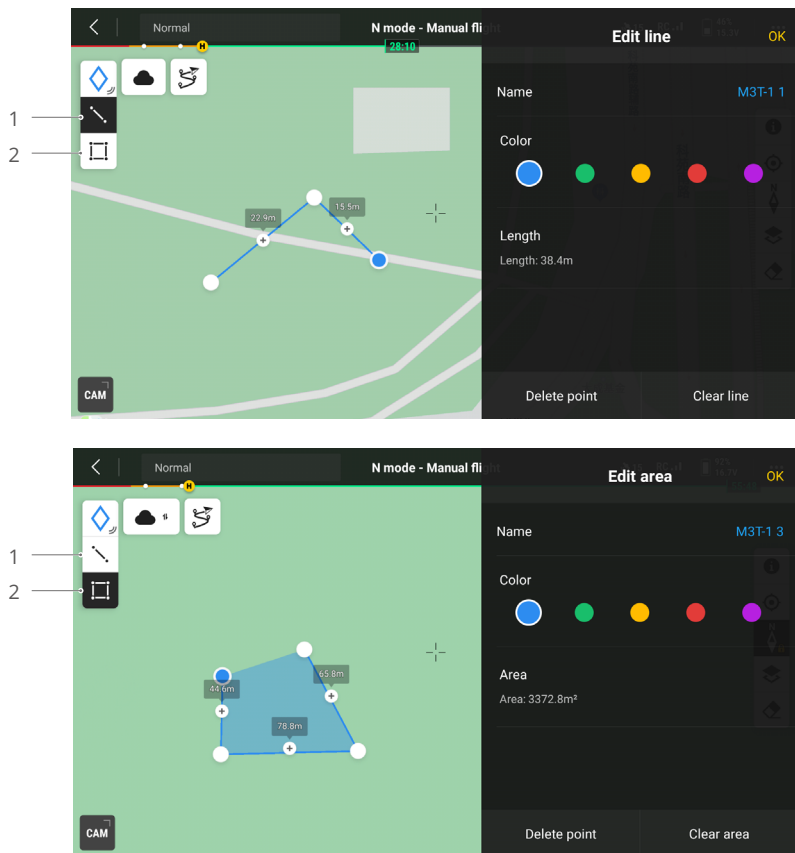 Normal
N mode - Manual fli
Edit line
OK
28:10
Name
M3T-1 1
1
Color
2
15.5m
22.9m
Length
Length: 38.4m
CAM
Delete point
Clear line
Normal
N mode - Manual fli
Edit area
OK
Name
M3T-1 3
1
Color
2
65.8m
Area
44.6m
Area: 3372.8m²
78.8m
CAM
Delete point
Clear area